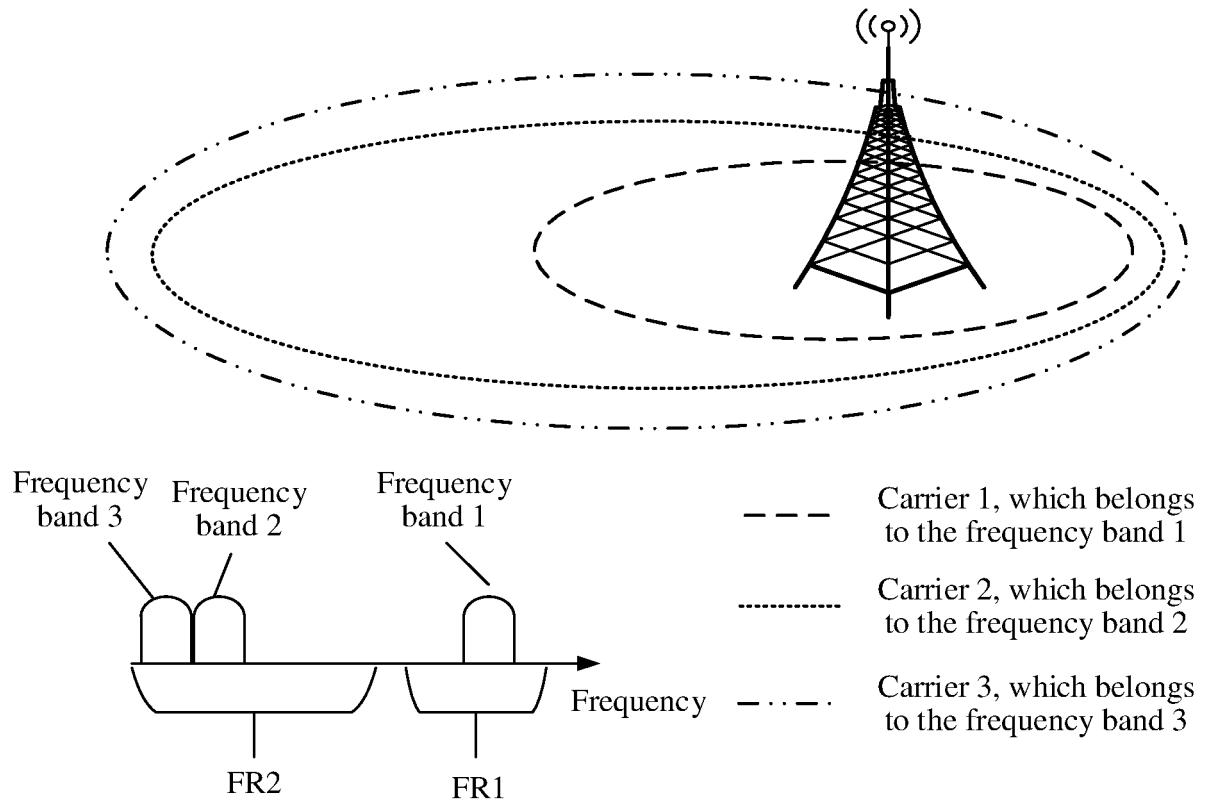 Frequency
band 3
Frequency
band 2
Frequency
band 1
Frequency
FR2
FR1
Carrier 1, which belongs
to the frequency band 1
Carrier 2, which belongs
to the frequency band 2
Carrier 3, which belongs
to the frequency band 3